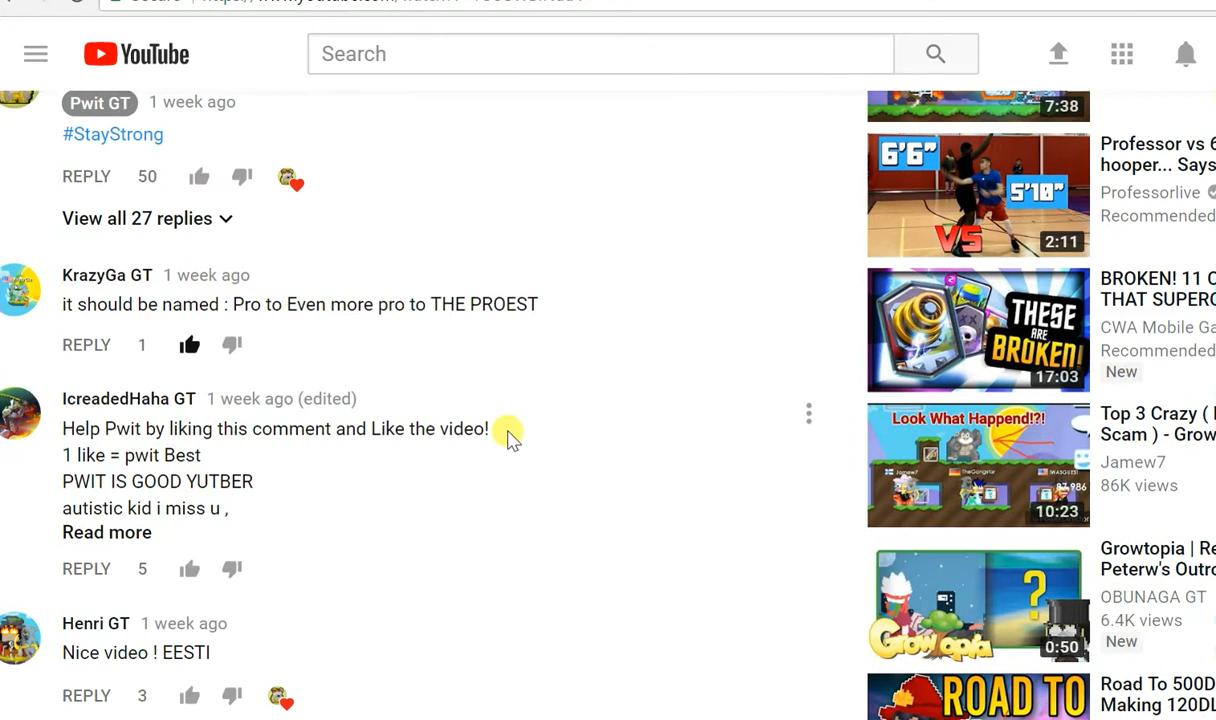 YouTube
Search
Pwit GT 1 week ago
#StayStrong
REPLY 50
View all 27 replies
KrazyGa GT 1 week ago
it should be named : Pro to Even more pro to THE PROEST
REPLY 1
IcreadedHaha GT 1 week ago (edited)
Help Pwit by liking this comment and Like the video!
1 like = pwit Best
PWIT IS GOOD YUTBER
autistic kid i miss u ,
Read more
REPLY 5
Henri GT 1 week ago
Nice video ! EESTI
REPLY 3
7:38
6'6"
5'10"
VS
2:11
Professor vs 6
hooper... Says
Professorlive
Recommended
THESE
ARE
BROKEN!
17:03
BROKEN! 11 C
THAT SUPERC
CWA Mobile Ga
Recommended
New
Look What Happend!?!
Jamew7
TheGangster
10:23
Top 3 Crazy (
Scam ) - Grow
Jamew7
86K views
?
Growtopia
0:50
Growtopia | Re
Peterw's Outro
OBUNAGA GT
6.4K views
New
ROAD TO
Road To 500D
Making 120DL